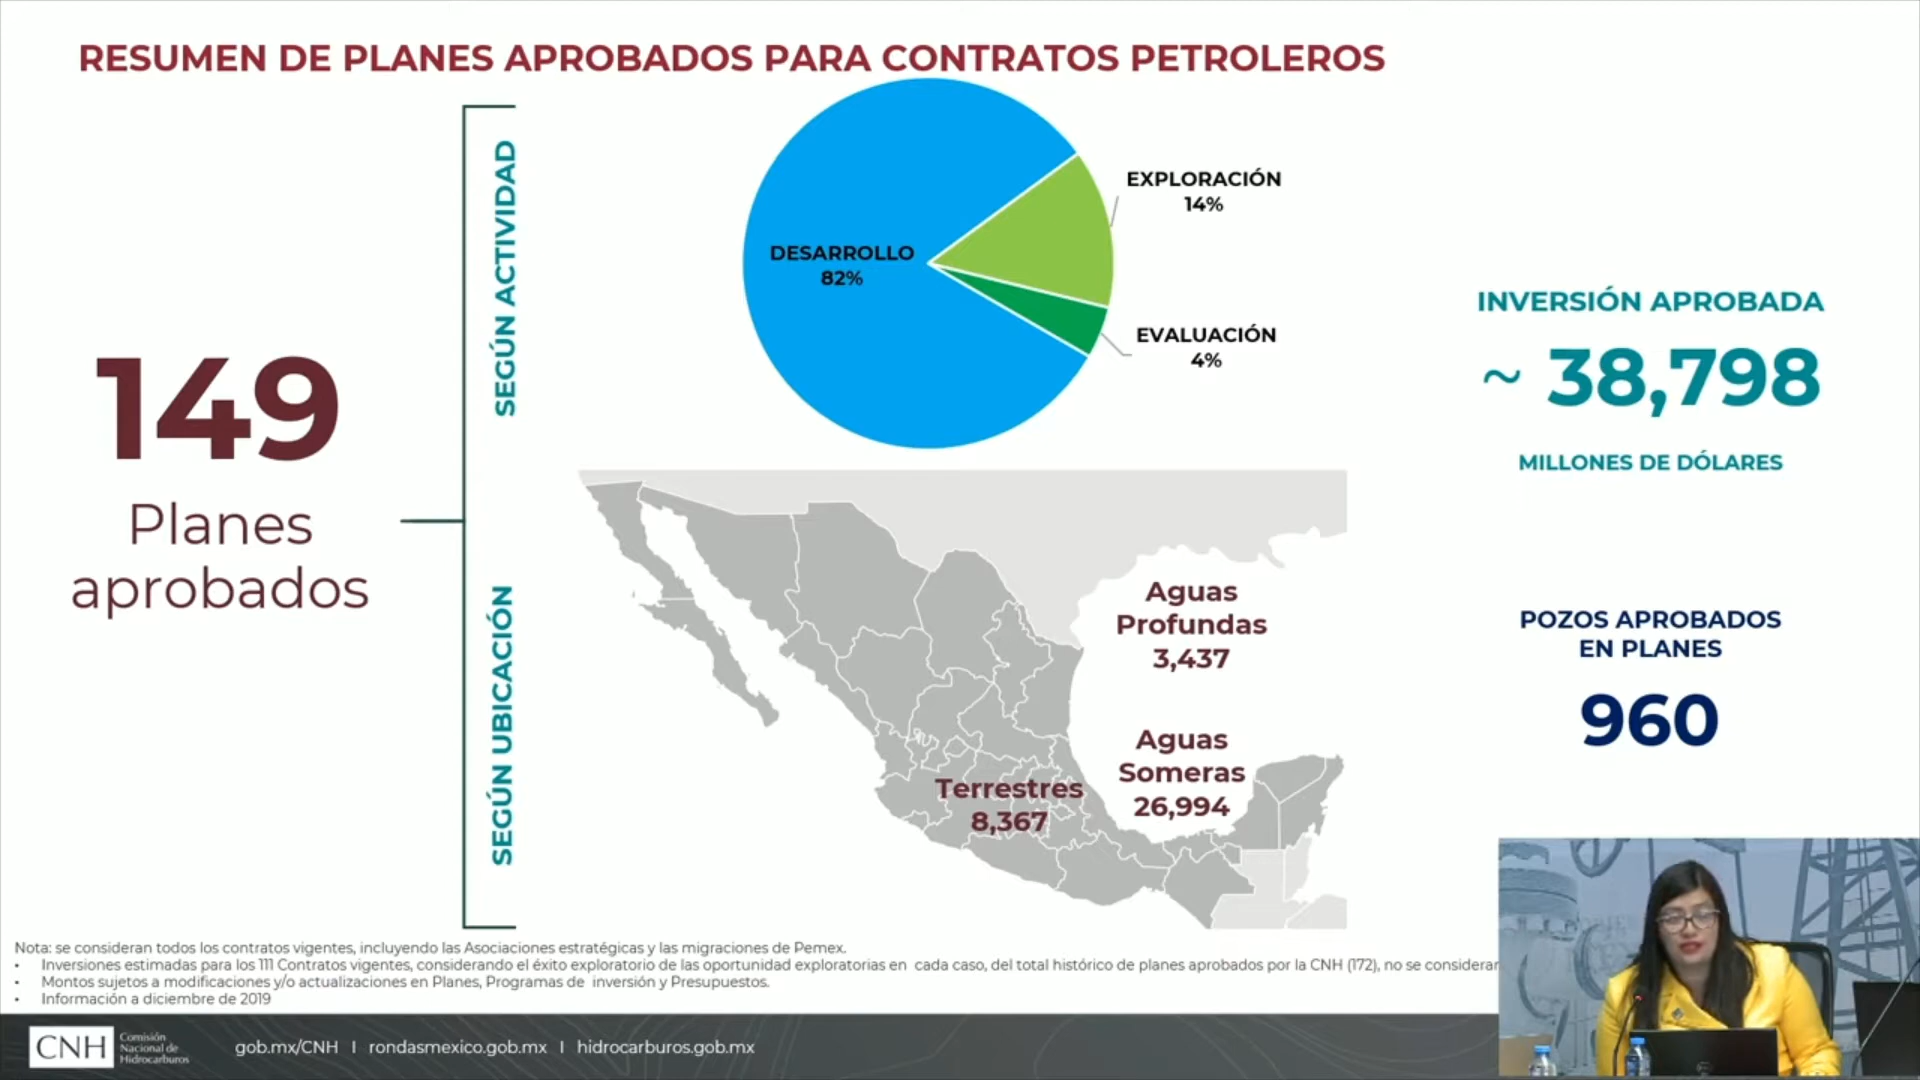 RESUMEN DE PLANES APROBADOS PARA CONTRATOS PETROLEROS
149
Planes
aprobados
SEGÚN ACTIVIDAD
DESARROLLO
82%
EXPLORACIÓN
14%
EVALUACIÓN
4%
SEGÚN UBICACIÓN
Aguas
Profundas
3,437
Aguas
Someras
26,994
Terrestres
8,367
INVERSIÓN APROBADA
~ 38,798
MILLONES DE DÓLARES
POZOS APROBADOS
EN PLANES
960
Nota: se consideran todos los contratos vigentes, incluyendo las Asociaciones estratégicas y las migraciones de Pemex.
• Inversiones estimadas para los 111 Contratos vigentes, considerando el éxito exploratorio de las oportunidad exploratorias en cada caso, del total histórico de planes aprobados por la CNH (172), no se consideran
• Montos sujetos a modificaciones y/o actualizaciones en Planes, Programas de inversión y Presupuestos.
• Información a diciembre de 2019
CNH
Comisión
Nacional de
Hidrocarburos
gob.mx/CNH I rondasmexico.gob.mx I hidrocarburos.gob.mx